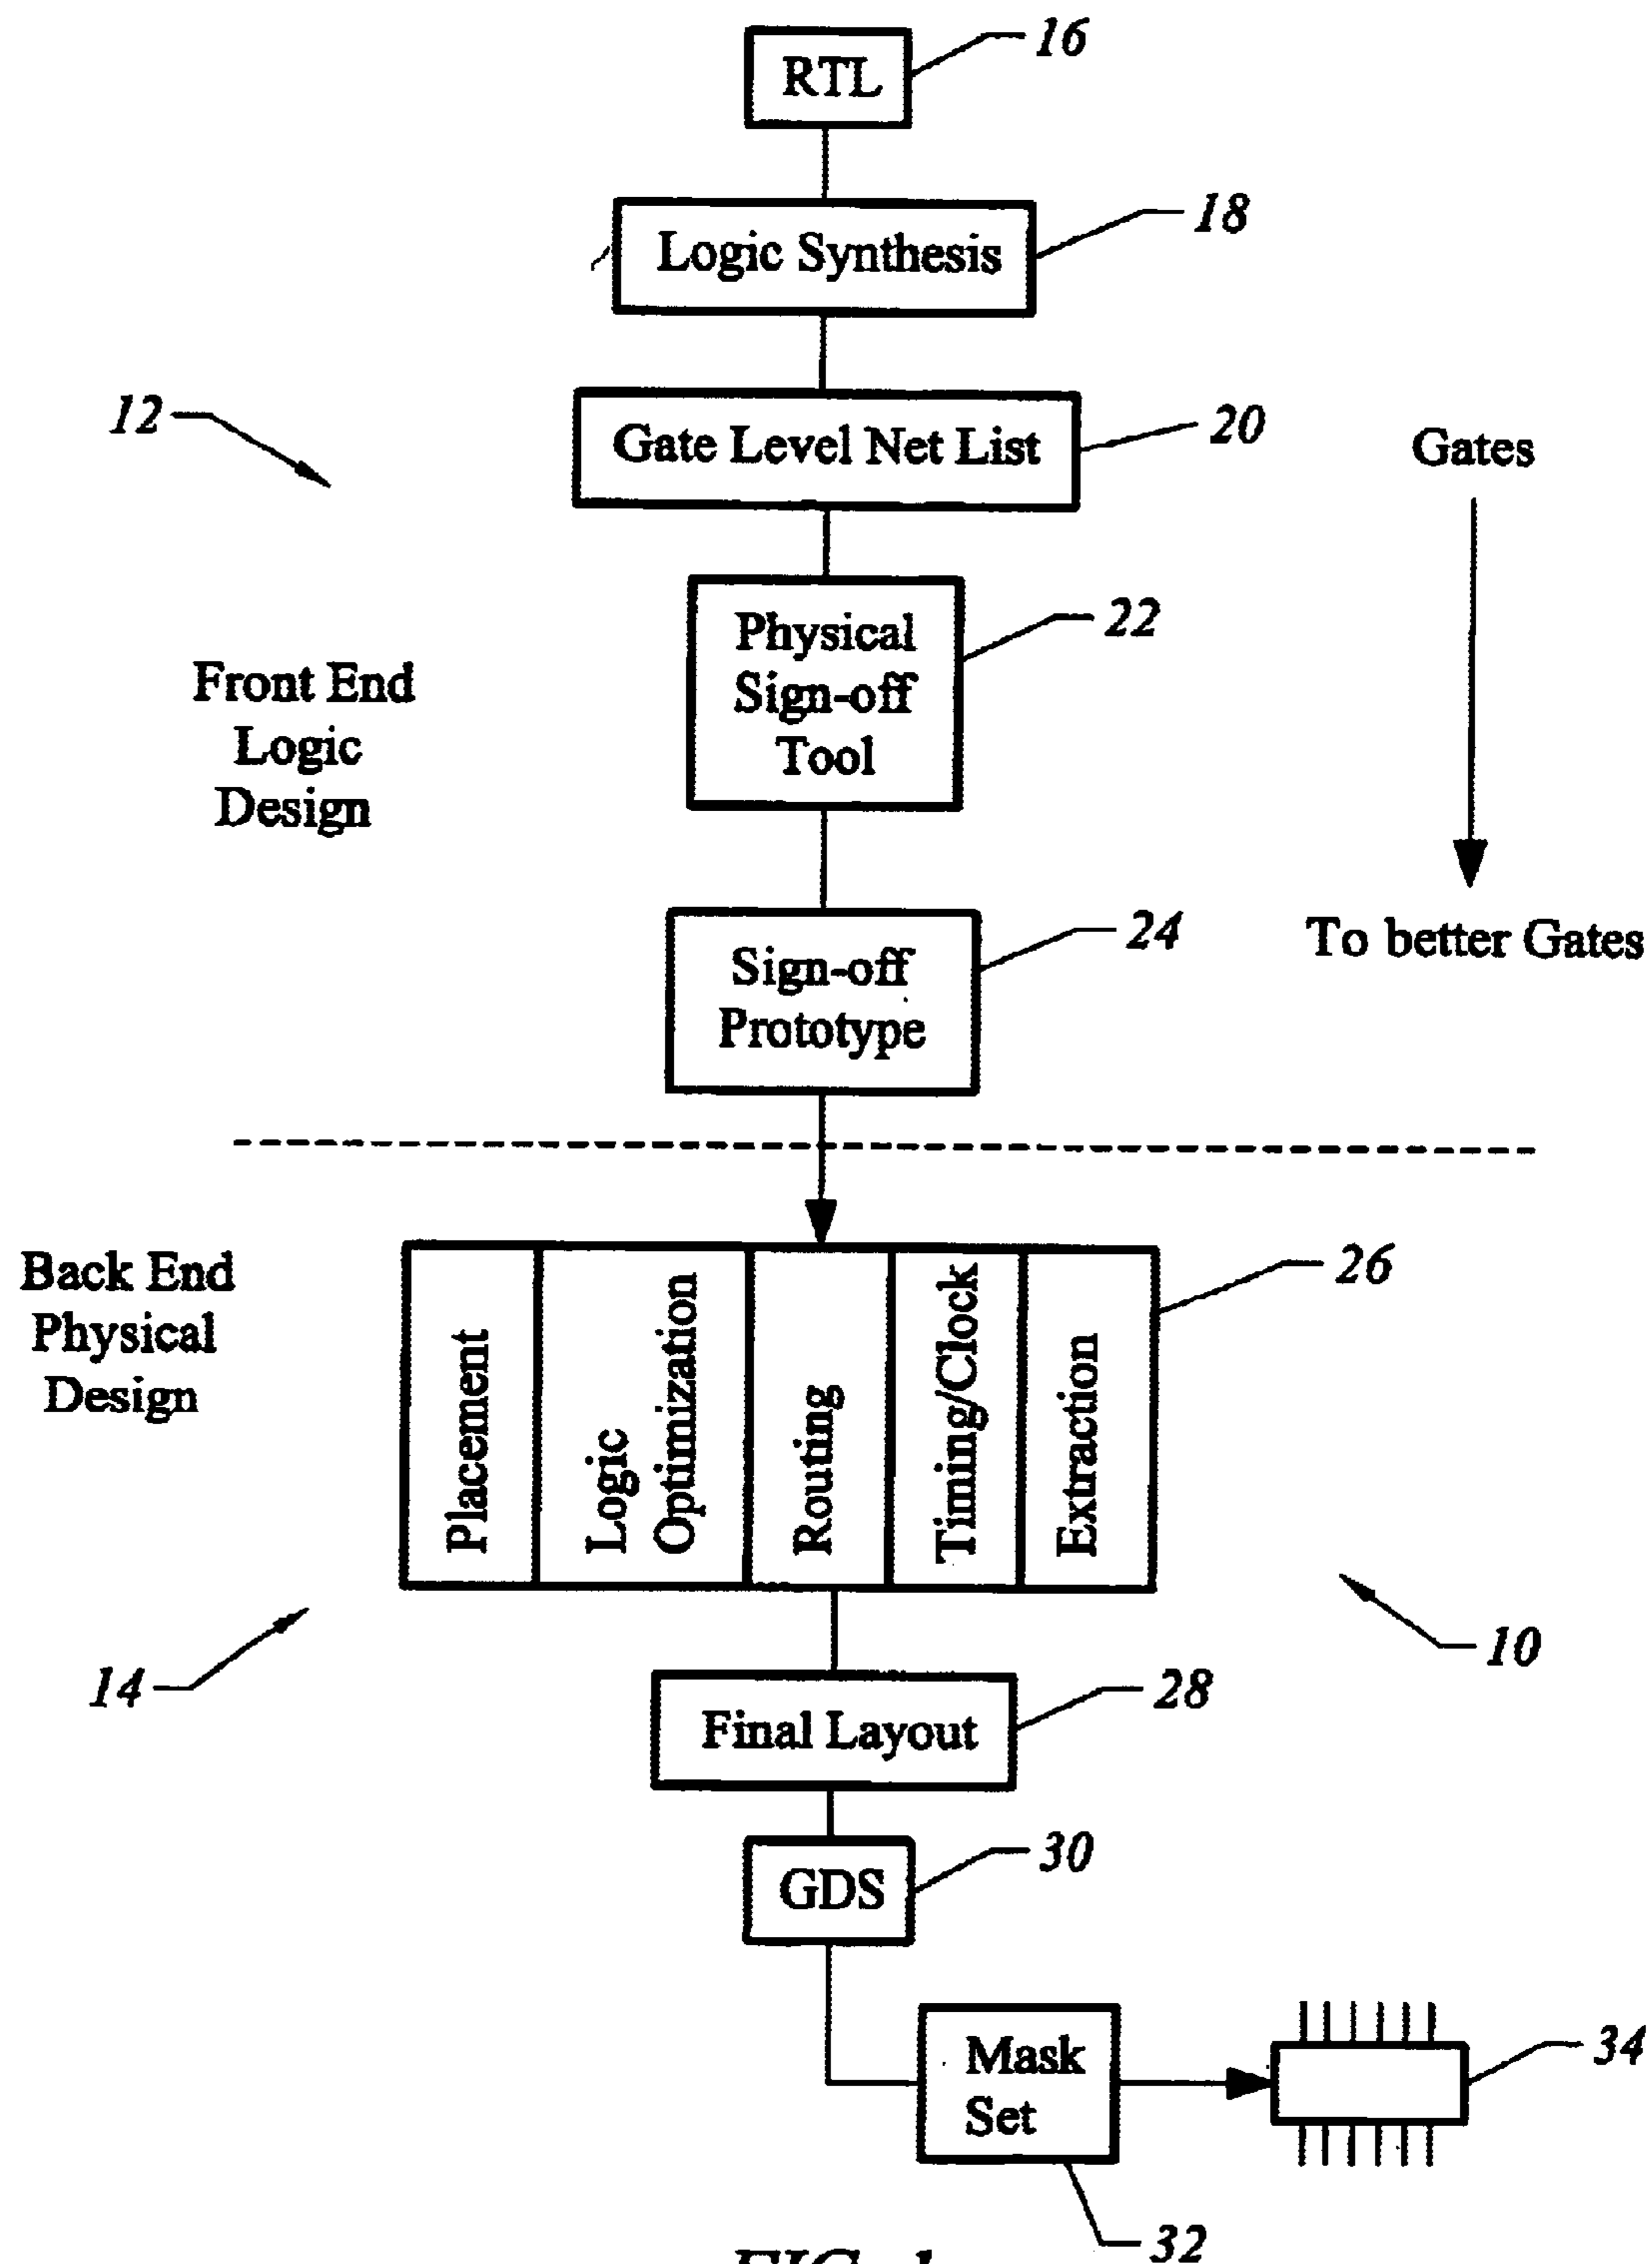 RTL
16
Logic Synthesis
18
12
Gate Level Net List
20
Gates
Physical
Sign-off
Tool
22
Front End
Logic
Design
To better Gates
Sign-off
Prototype
24
Back End
Physical
Design
Placement
Logic
Optimization
Routing
Timing/Clock
Extraction
26
14
10
Final Layout
28
GDS
30
Mask
Set
34
32
FIG. 1